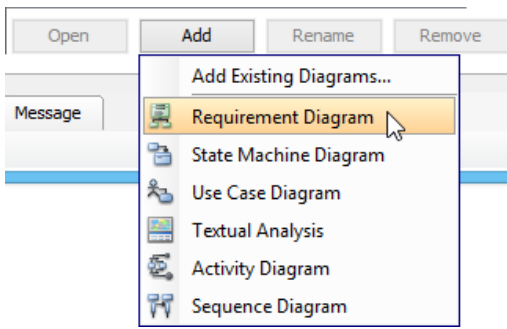 Open Add Rename Remove
Add Existing Diagrams...
Message
Requirement Diagram
State Machine Diagram
Use Case Diagram
Textual Analysis
Activity Diagram
Sequence Diagram